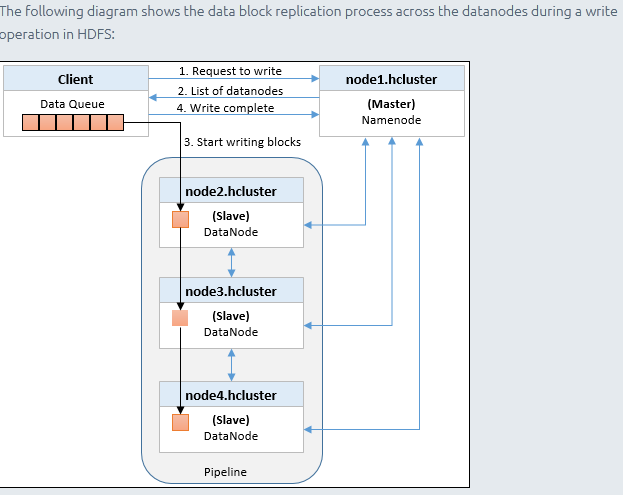 The following diagram shows the data block replication process across the datanodes during a write
operation in HDFS:
Client
Data Queue
1. Request to write
2. List of datanodes
4. Write complete
node1.hcluster
(Master)
Namenode
3. Start writing blocks
node2.hcluster
(Slave)
DataNode
node3.hcluster
(Slave)
DataNode
node4.hcluster
(Slave)
DataNode
Pipeline